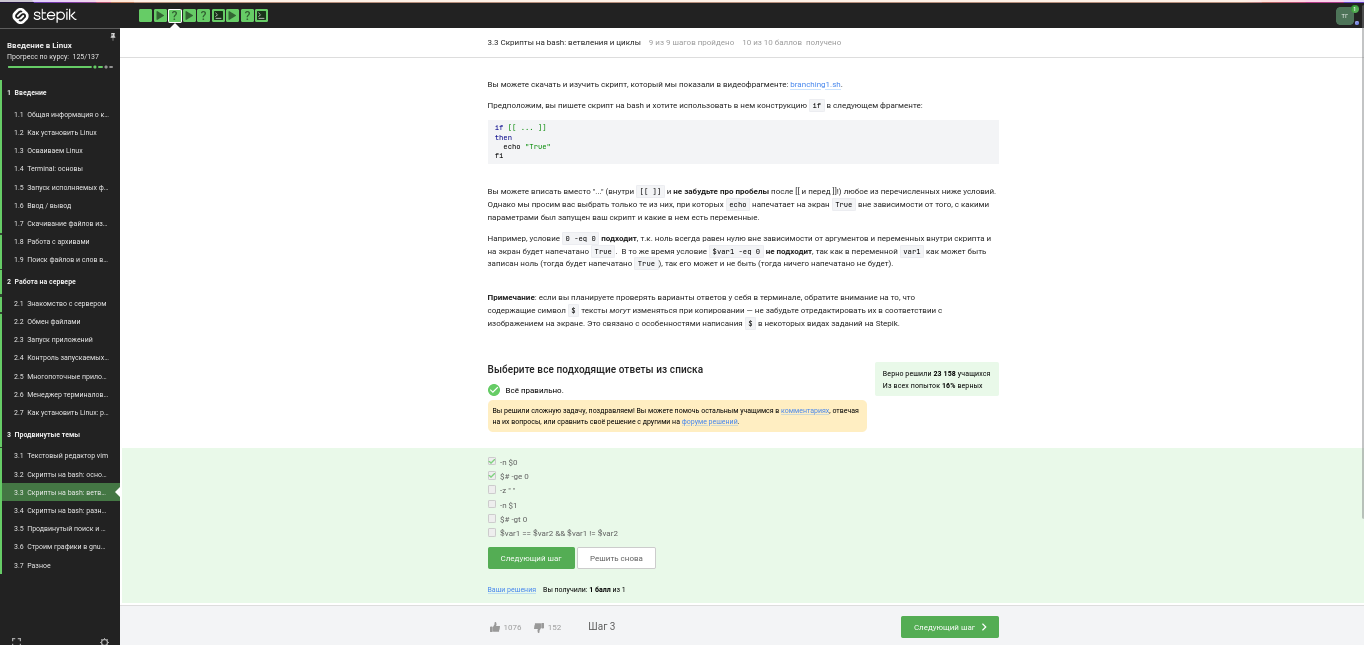 stepik
Введение в Linux
Прогресс по курсу: 125/137
1 Введение
1.1 Общая информация о к...
1.2 Как установить Linux
1.3 Осваиваем Linux
1.4 Terminal: основы
1.5 Запуск исполняемых ф...
1.6 Ввод / вывод
1.7 Скачивание файлов из...
1.8 Работа с архивами
1.9 Поиск файлов и слов в...
2 Работа на сервере
2.1 Знакомство с сервером
2.2 Обмен файлами
2.3 Запуск приложений
2.4 Контроль запускаемых...
2.5 Многопоточные прило...
2.6 Менеджер терминалов...
2.7 Как установить Linux: р...
3 Продвинутые темы
3.1 Текстовый редактор vim
3.2 Скрипты на bash: осно...
3.3 Скрипты на bash: ветв...
3.4 Скрипты на bash: разн...
3.5 Продвинутый поиск и ...
3.6 Строим графики в gnu...
3.7 Разное
3.3 Скрипты на bash: ветвления и циклы 9 из 9 шагов пройдено 10 из 10 баллов получено
Вы можете скачать и изучить скрипт, который мы показали в видеофрагменте: branching1.sh.
Предположим, вы пишете скрипт на bash и хотите использовать в нем конструкцию if в следующем фрагменте:
if [[ ... ]]
then
echo "True"
fi
Вы можете вписать вместо "..." (внутри [[ ]] и не забудьте про пробелы после [[ и перед ]]!) любое из перечисленных ниже условий.
Однако мы просим вас выбрать только те из них, при которых echo напечатает на экран True вне зависимости от того, с какими
параметрами был запущен ваш скрипт и какие в нем есть переменные.
Например, условие 0 -eq 0 подходит, т.к. ноль всегда равен нулю вне зависимости от аргументов и переменных внутри скрипта и
на экран будет напечатано True . В то же время условие $var1 -eq 0 не подходит, так как в переменной var1 как может быть
записан ноль (тогда будет напечатано True ), так его может и не быть (тогда ничего напечатано не будет).
Примечание: если вы планируете проверять варианты ответов у себя в терминале, обратите внимание на то, что
содержащие символ $ тексты могут изменяться при копировании — не забудьте отредактировать их в соответствии с
изображением на экране. Это связано с особенностями написания $ в некоторых видах заданий на Stepik.
Выберите все подходящие ответы из списка
Верно решили 23 158 учащихся
Из всех попыток 16% верных
Всё правильно.
Вы решили сложную задачу, поздравляем! Вы можете помочь остальным учащимся в комментариях, отвечая
на их вопросы, или сравнить своё решение с другими на форуме решений.
-n $0
$# -ge 0
-z " "
-n $1
$# -gt 0
$var1 == $var2 && $var1 != $var2
Следующий шаг Решить снова
Ваши решения Вы получили: 1 балл из 1
1076 152 Шаг 3 Следующий шаг